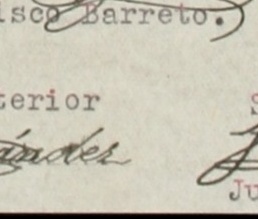 isco Barreto.)
terior S
ández
Ju